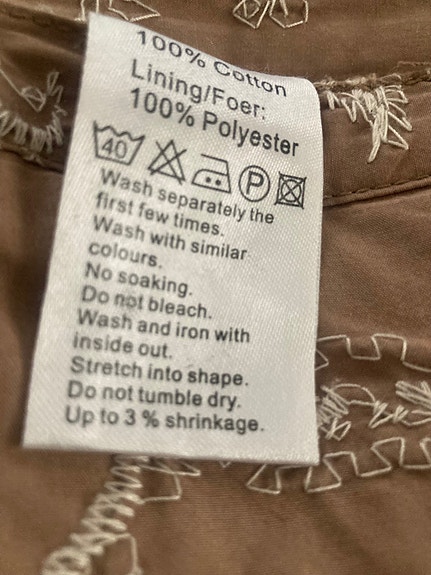 100% Cotton
Lining/Foer:
100% Polyester
40 P
Wash separately the
first few times.
Wash with similar
colours.
No soaking.
Do not bleach.
Wash and iron with
inside out.
Stretch into shape.
Do not tumble dry.
Up to 3 % shrinkage.